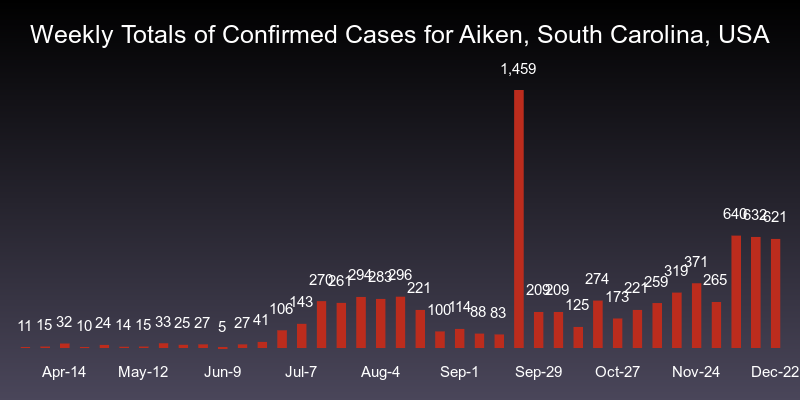 Weekly Totals of Confirmed Cases for Aiken, South Carolina, USA
1,459
640 632 621
270 261 294 283 296 274 319 371 265
221 221 259
106 143 100 114 88 83 209 209 125 173
11 15 32 10 24 14 15 33 25 27 5 27 41
Apr-14 May-12 Jun-9 Jul-7 Aug-4 Sep-1 Sep-29 Oct-27 Nov-24 Dec-22